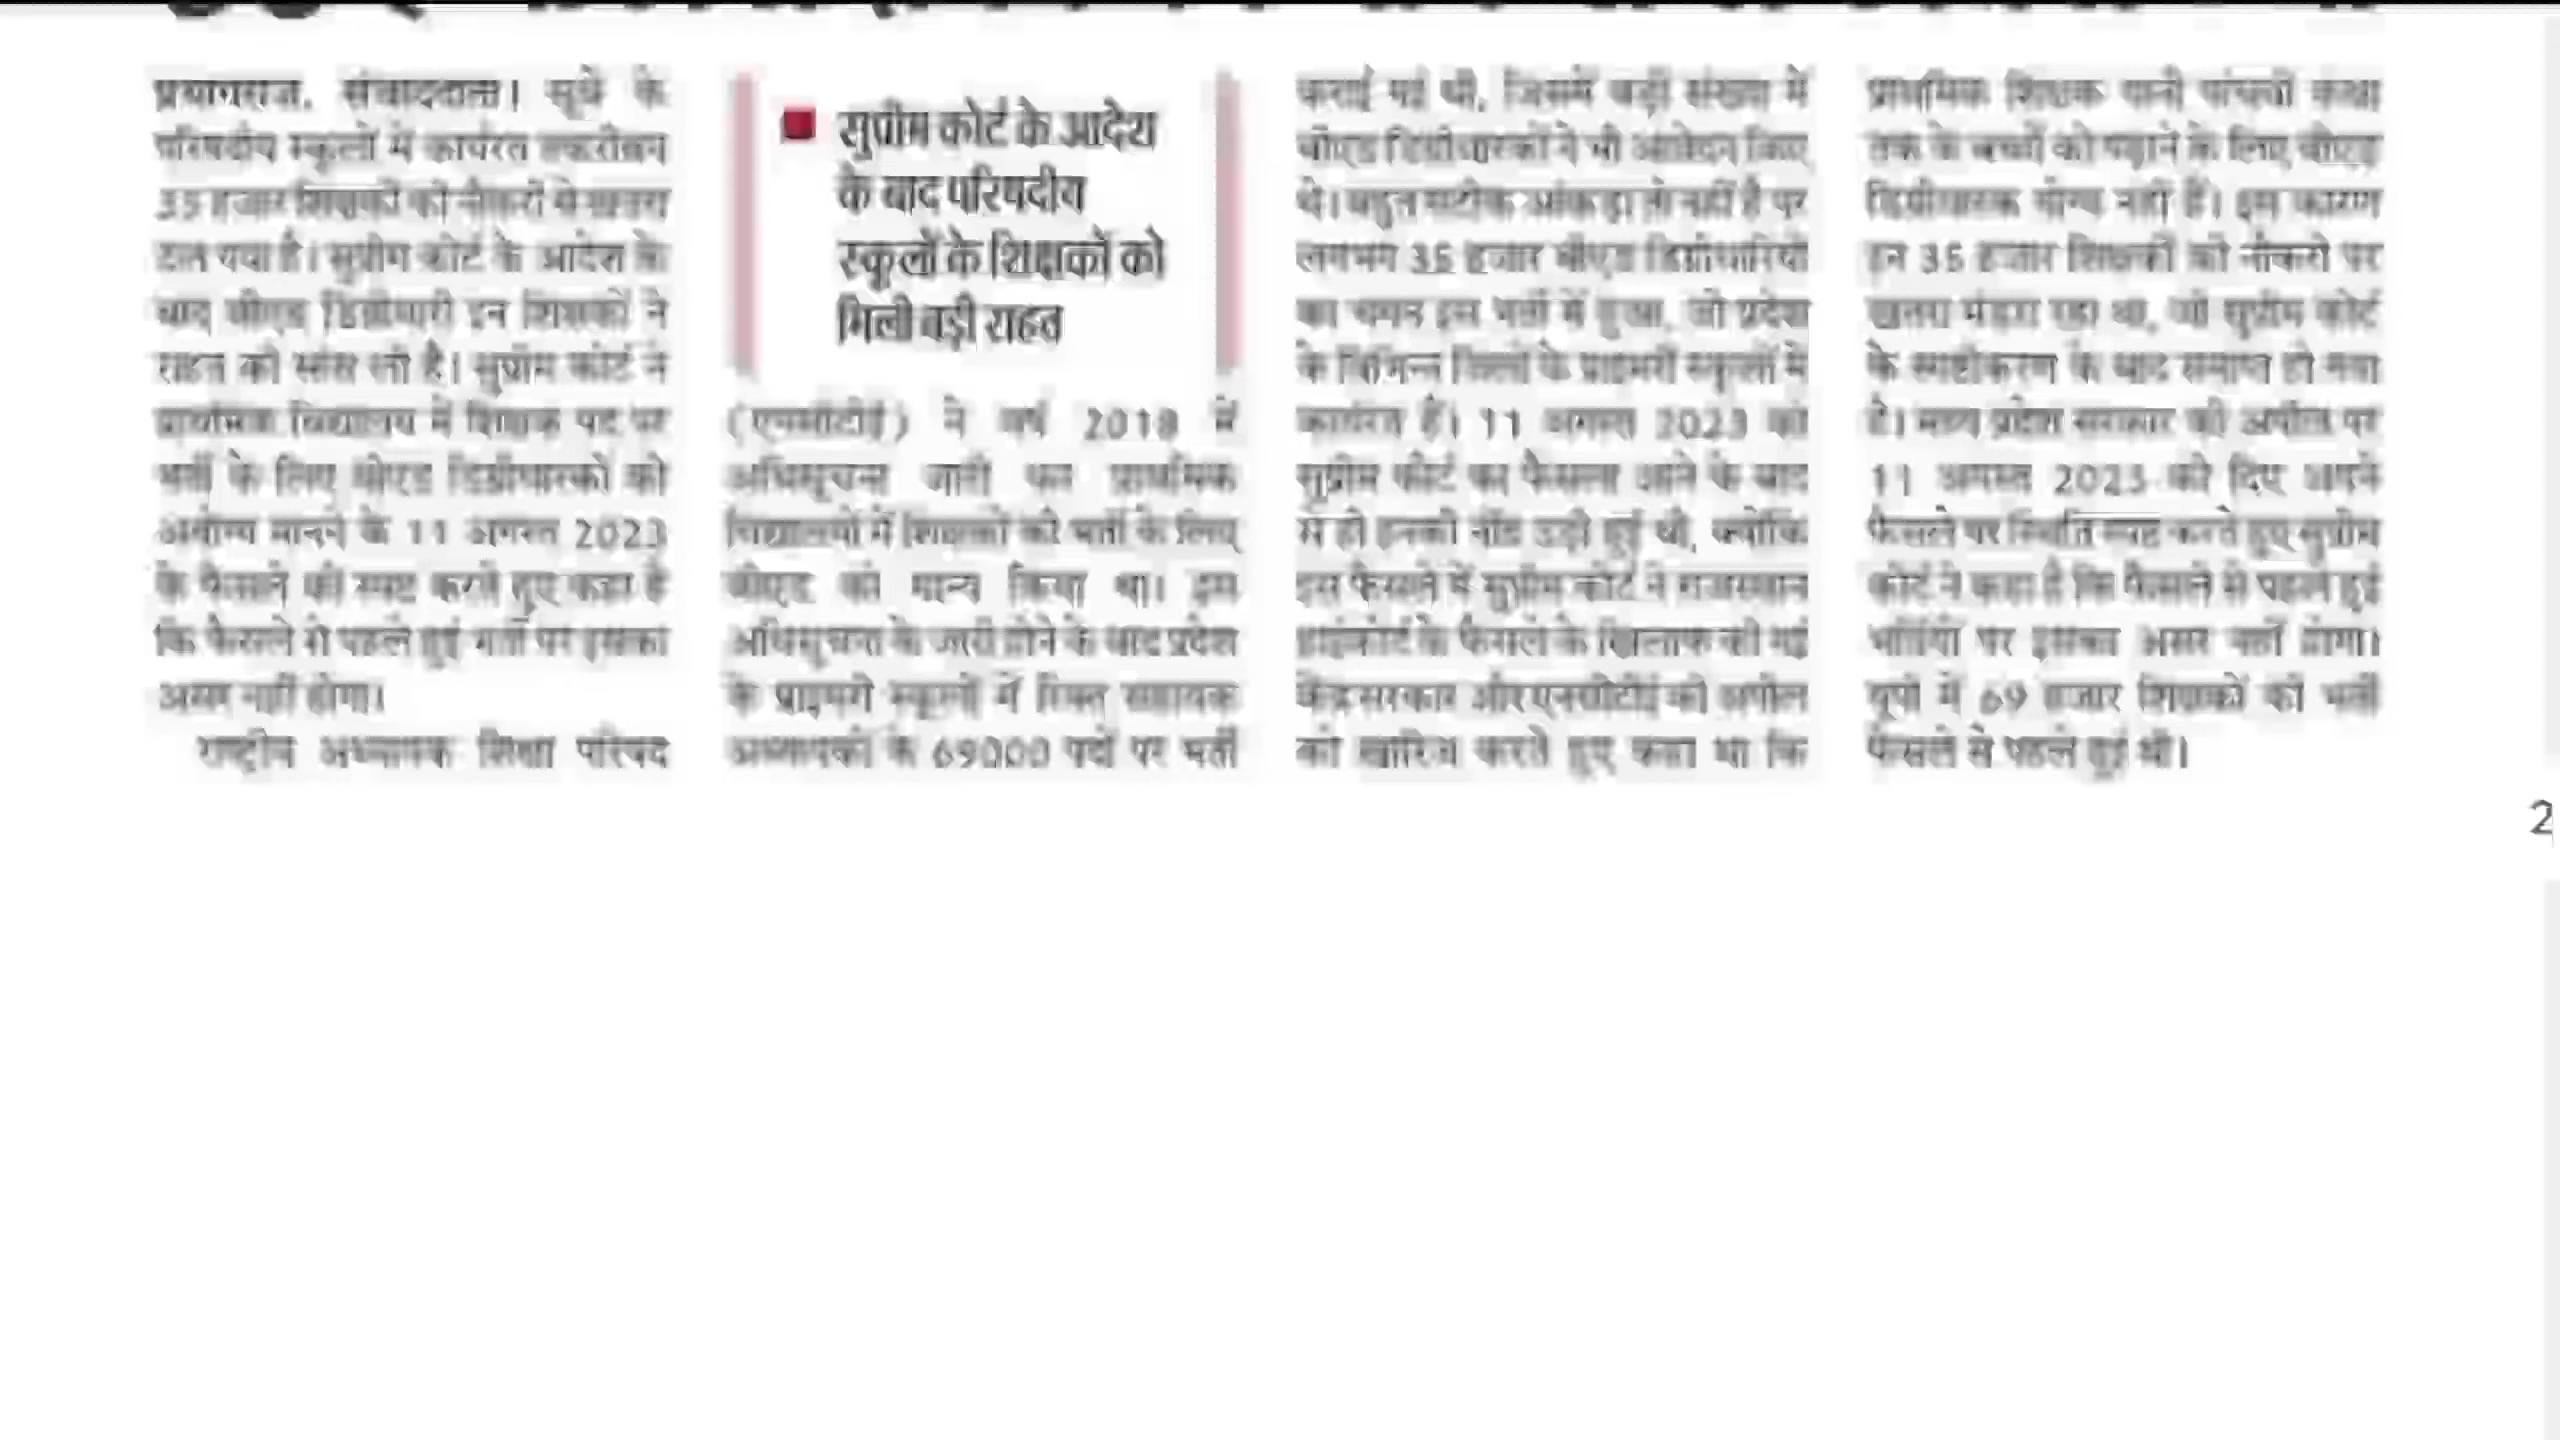 प्रयागराज, संवाददाता। सूबे के
परिषदीय स्कूलों में कार्यरत तकरीबन
35 हजार शिक्षकों की नौकरी से खतरा
टल गया है। सुप्रीम कोर्ट के आदेश के
बाद बीएड डिग्रीधारी इन शिक्षकों ने
राहत की सांस ली है। सुप्रीम कोर्ट ने
प्राथमिक विद्यालय में शिक्षक पद पर
भर्ती के लिए बीएड डिग्रीधारकों को
अयोग्य मानने के 11 अगस्त 2023
के फैसले को स्पष्ट करते हुए कहा है
कि फैसले से पहले हुई भर्ती पर इसका
असर नहीं होगा।
राष्ट्रीय अध्यापक शिक्षा परिषद
सुप्रीम कोर्ट के आदेश
के बाद परिषदीय
स्कूलों के शिक्षकों को
मिली बड़ी राहत
(एनसीटीई) ने वर्ष 2018 में
अधिसूचना जारी कर प्राथमिक
विद्यालयों में शिक्षकों की भर्ती के लिए
बीएड को मान्य किया था। इस
अधिसूचना के जारी होने के बाद प्रदेश
के प्राइमरी स्कूलों में रिक्त सहायक
अध्यापकों के 69000 पदों पर भर्ती
कराई गई थी, जिसमें बड़ी संख्या में
बीएड डिग्रीधारकों ने भी आवेदन किए
थे। बहुत सटीक आंकड़ा तो नहीं है पर
लगभग 35 हजार बीएड डिग्रीधारियों
का चयन इस भर्ती में हुआ, जो प्रदेश
के विभिन्न जिलों के प्राइमरी स्कूलों में
कार्यरत हैं। 11 अगस्त 2023 को
सुप्रीम कोर्ट का फैसला आने के बाद
से ही इनकी नींद उड़ी हुई थी, क्योंकि
इस फैसले में सुप्रीम कोर्ट ने राजस्थान
हाईकोर्ट के फैसले के खिलाफ की गई
केंद्र सरकार और एनसीटीई की अपील
को खारिज करते हुए कहा था कि
प्राथमिक शिक्षक यानी पांचवीं कक्षा
तक के बच्चों को पढ़ाने के लिए बीएड
डिग्रीधारक योग्य नहीं हैं। इस कारण
इन 35 हजार शिक्षकों की नौकरी पर
खतरा मंडरा रहा था, जो सुप्रीम कोर्ट
के स्पष्टीकरण के बाद समाप्त हो गया
है। मध्य प्रदेश सरकार की अपील पर
11 अगस्त 2023 को दिए अपने
फैसले पर स्थिति स्पष्ट करते हुए सुप्रीम
कोर्ट ने कहा है कि फैसले से पहले हुई
भर्तियों पर इसका असर नहीं होगा।
यूपी में 69 हजार शिक्षकों की भर्ती
फैसले से पहले हुई थी।
2